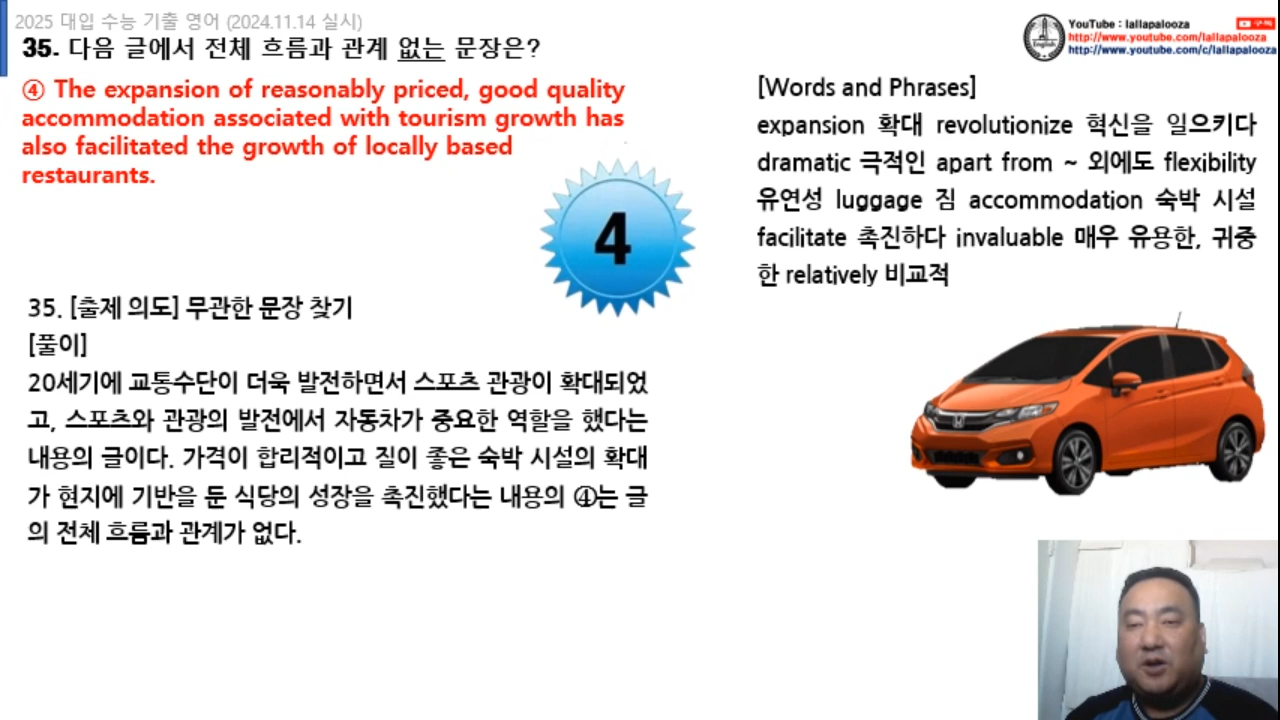 2025 대입 수능 기출 영어 (2024.11.14 실시)
35. 다음 글에서 전체 흐름과 관계 없는 문장은?
④ The expansion of reasonably priced, good quality
accommodation associated with tourism growth has
also facilitated the growth of locally based
restaurants.
4
35. [출제 의도] 무관한 문장 찾기
[풀이]
20세기에 교통수단이 더욱 발전하면서 스포츠 관광이 확대되었
고, 스포츠와 관광의 발전에서 자동차가 중요한 역할을 했다는
내용의 글이다. 가격이 합리적이고 질이 좋은 숙박 시설의 확대
가 현지에 기반을 둔 식당의 성장을 촉진했다는 내용의 ④는 글
의 전체 흐름과 관계가 없다.
YouTube : lallapalooza
구독
http://www.youtube.com/lallapalooza
http://www.youtube.com/c/lallapalooza
English
[Words and Phrases]
expansion 확대 revolutionize 혁신을 일으키다
dramatic 극적인 apart from ~ 외에도 flexibility
유연성 luggage 짐 accommodation 숙박 시설
facilitate 촉진하다 invaluable 매우 유용한, 귀중
한 relatively 비교적